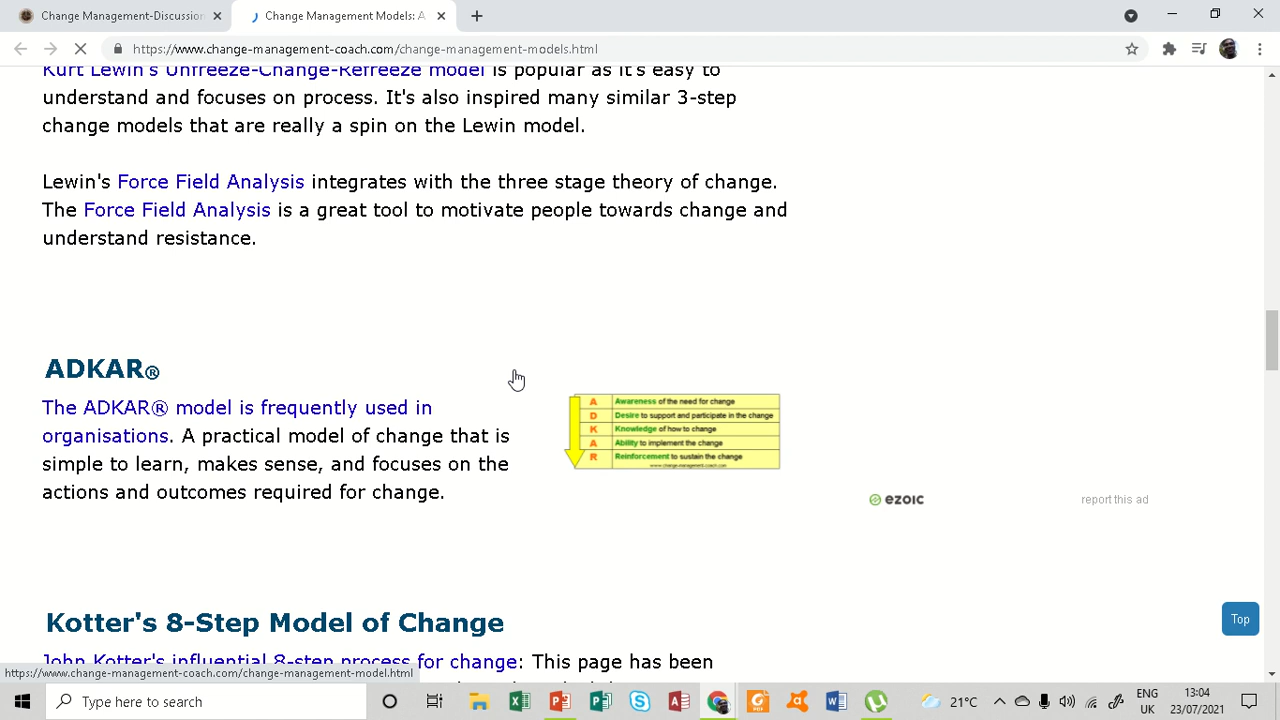 Change Management-Discussion
Change Management Models: A
https://www.change-management-coach.com/change-management-models.html
Kurt Lewin's Unfreeze-Change-Refreeze model is popular as it's easy to
understand and focuses on process. It's also inspired many similar 3-step
change models that are really a spin on the Lewin model.
Lewin's Force Field Analysis integrates with the three stage theory of change.
The Force Field Analysis is a great tool to motivate people towards change and
understand resistance.
ADKAR®
The ADKAR® model is frequently used in
organisations. A practical model of change that is
simple to learn, makes sense, and focuses on the
actions and outcomes required for change.
A Awareness of the need for change
D Desire to support and participate in the change
K Knowledge of how to change
A Ability to implement the change
R Reinforcement to sustain the change
www.change-management-coach.com
ezoic
report this ad
Kotter's 8-Step Model of Change
John Kotter's influential 8-step process for change: This page has been
Top
https://www.change-management-coach.com/change-management-model.html
Type here to search
21°C
ENG
UK
13:04
23/07/2021